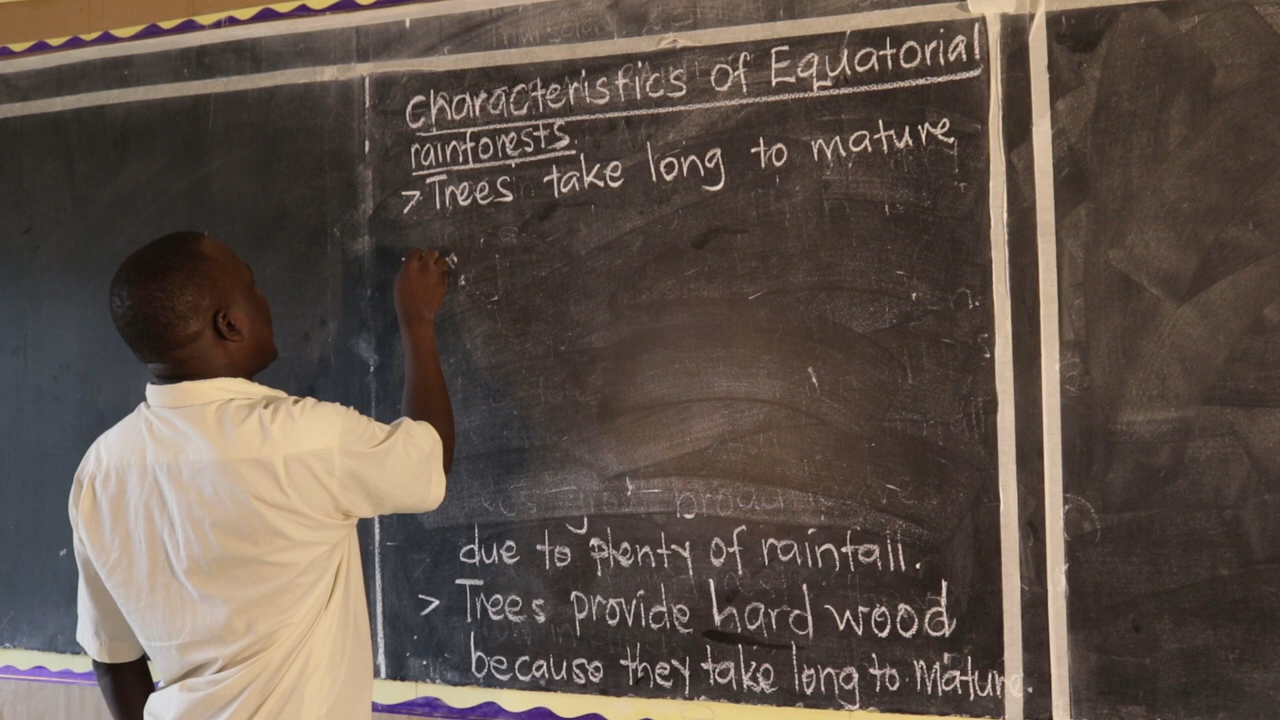 Characteristics of Equatorial
rainforests.
> Trees take long to mature
broad
due to plenty of rainfall.
> Trees provide hard wood
because they take long to Mature.